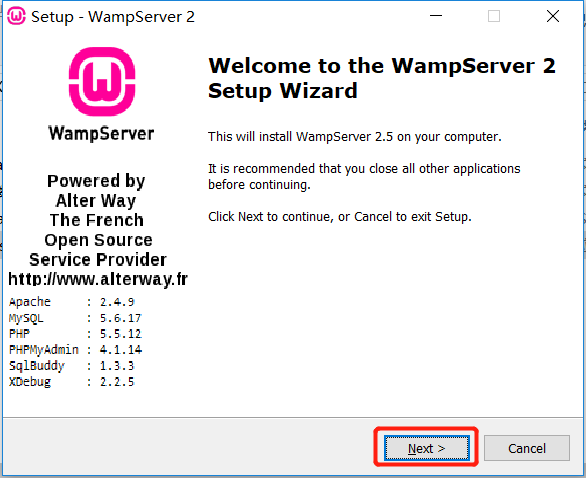 Setup - WampServer 2
WampServer
Powered by
Alter Way
The French
Open Source
Service Provider
http://www.alterway.fr
Apache : 2.4.9
MySQL : 5.6.17
PHP : 5.5.12
PHPMyAdmin : 4.1.14
SqlBuddy : 1.3.3
XDebug : 2.2.5
Welcome to the WampServer 2
Setup Wizard
This will install WampServer 2.5 on your computer.
It is recommended that you close all other applications
before continuing.
Click Next to continue, or Cancel to exit Setup.
Next >
Cancel